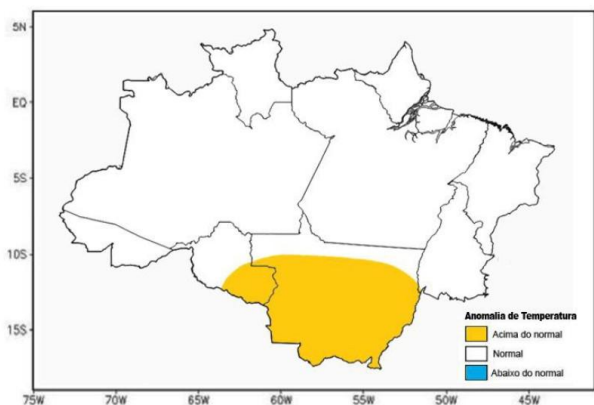 5N
EQ
5S
10S
15S
75W 70W 65W 60W 55W 50W 45W
Anomalia de Temperatura
Acima do normal
Normal
Abaixo do normal